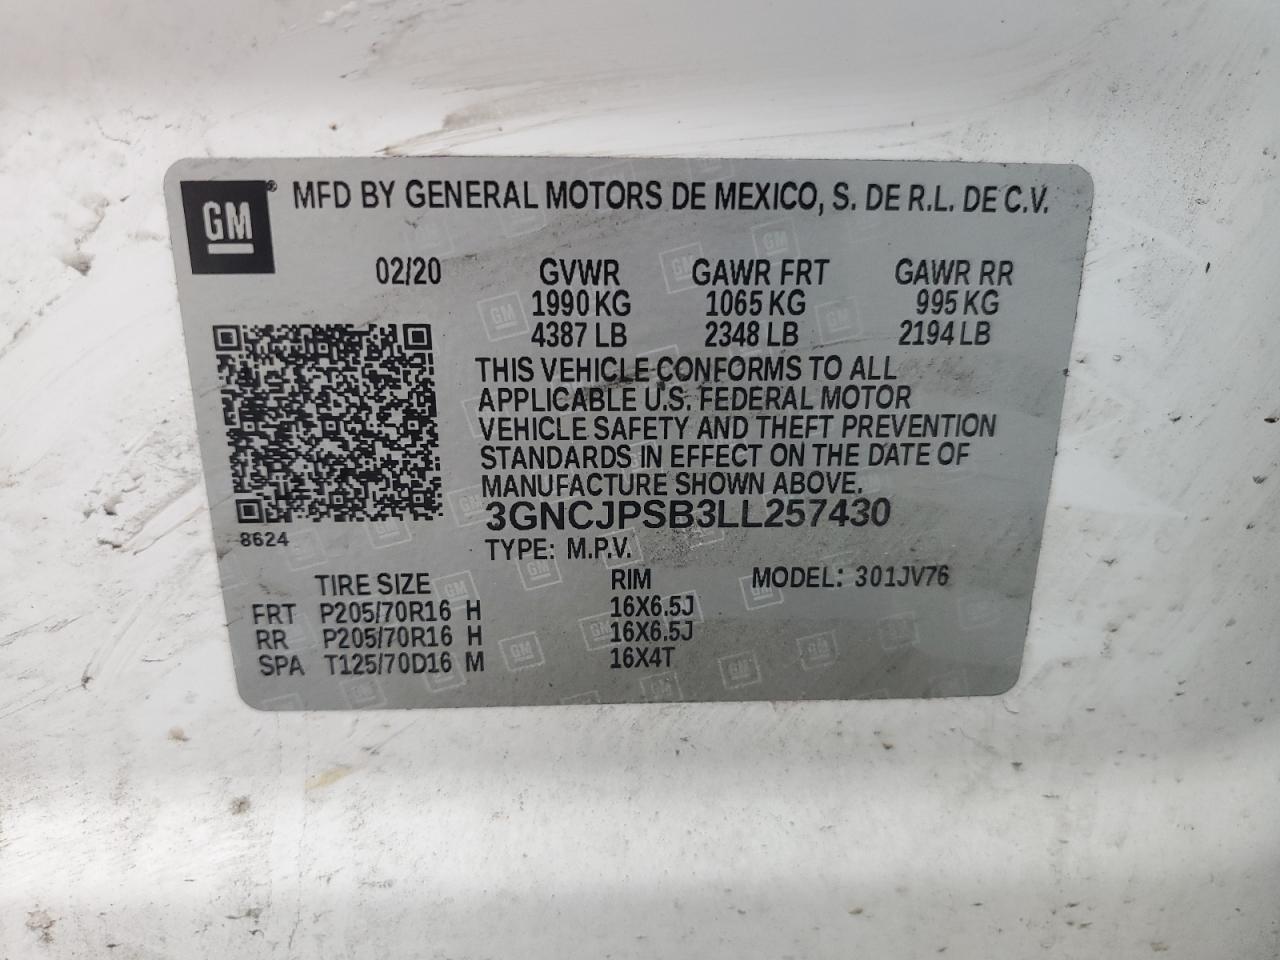 GM ® MFD BY GENERAL MOTORS DE MEXICO, S. DE R.L. DE C.V.
02/20 GVWR GAWR FRT GAWR RR
1990 KG 1065 KG 995 KG
4387 LB 2348 LB 2194 LB
THIS VEHICLE CONFORMS TO ALL
APPLICABLE U.S. FEDERAL MOTOR
VEHICLE SAFETY AND THEFT PREVENTION
STANDARDS IN EFFECT ON THE DATE OF
MANUFACTURE SHOWN ABOVE.
3GNCJPSB3LL257430
8624
TYPE: M.P.V.
TIRE SIZE RIM MODEL: 301JV76
FRT P205/70R16 H 16X6.5J
RR P205/70R16 H 16X6.5J
SPA T125/70D16 M 16X4T